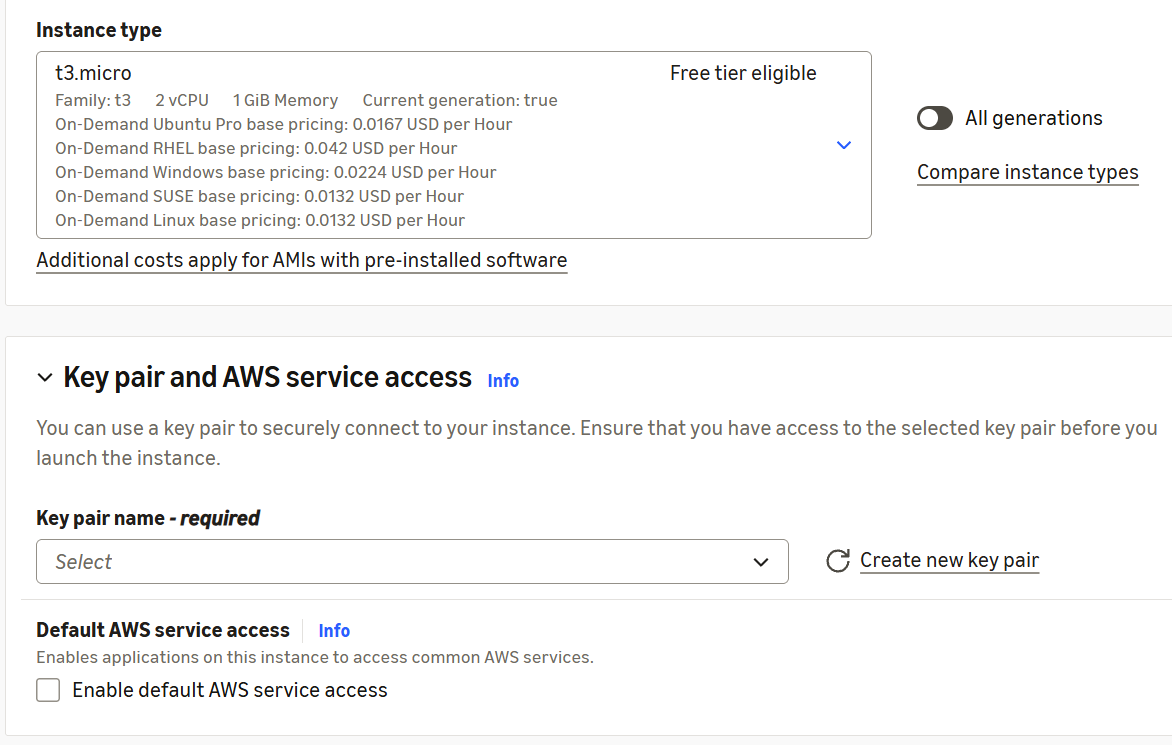 Instance type
t3.micro Free tier eligible
Family: t3 2 vCPU 1 GiB Memory Current generation: true
On-Demand Ubuntu Pro base pricing: 0.0167 USD per Hour
On-Demand RHEL base pricing: 0.042 USD per Hour
On-Demand Windows base pricing: 0.0224 USD per Hour
On-Demand SUSE base pricing: 0.0132 USD per Hour
On-Demand Linux base pricing: 0.0132 USD per Hour
All generations
Compare instance types
Additional costs apply for AMIs with pre-installed software
Key pair and AWS service access Info
You can use a key pair to securely connect to your instance. Ensure that you have access to the selected key pair before you
launch the instance.
Key pair name - required
Select
Create new key pair
Default AWS service access Info
Enables applications on this instance to access common AWS services.
Enable default AWS service access